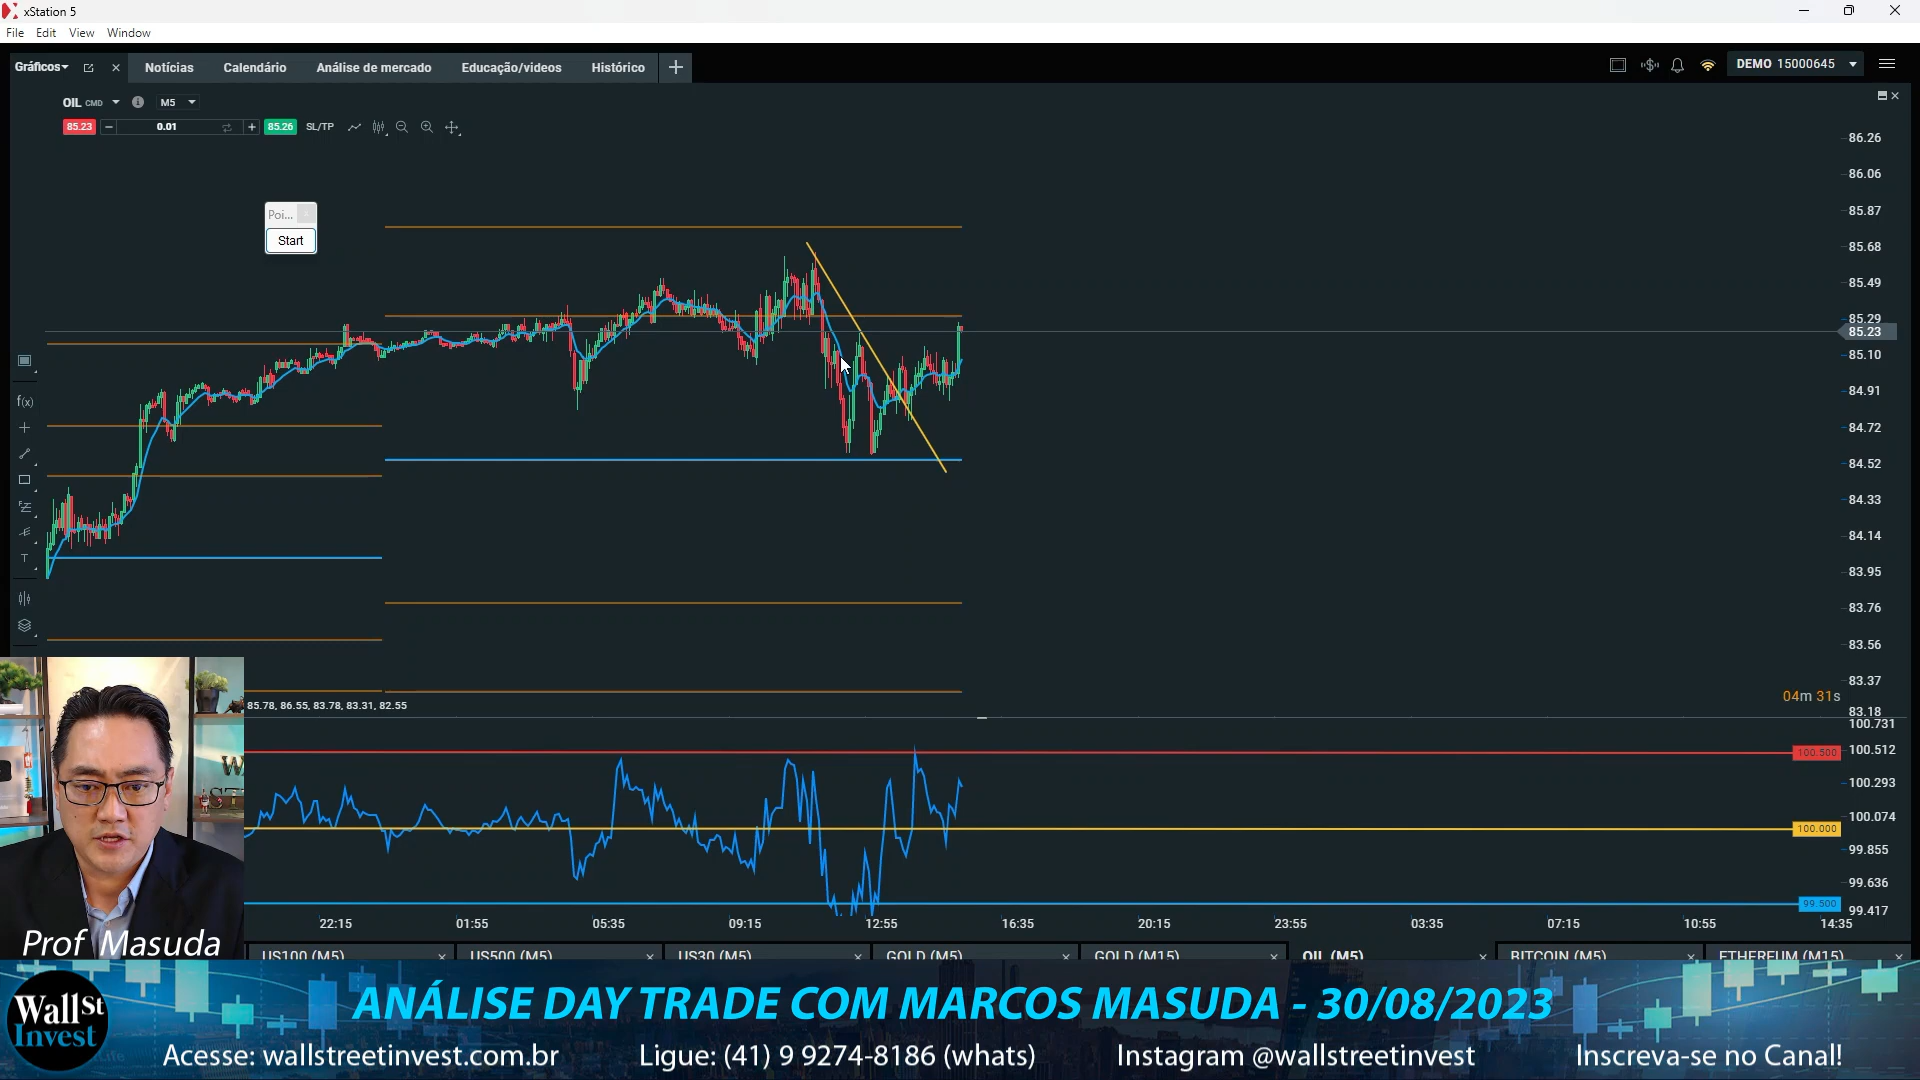 xStation 5
File Edit View Window
Gráficos Notícias Calendário Análise de mercado Educação/videos Histórico
DEMO 15000645
OIL CMD M5
85.23 0.01 85.26 SL/TP
Poi...
Start
86.26
86.06
85.87
85.68
85.49
85.29
85.23
85.10
84.91
84.72
84.52
84.33
84.14
83.95
83.76
83.56
83.37
83.18
f(x)
T
04m 31s
85.78, 86.55, 83.78, 83.31, 82.55
100.731
100.512
100.293
100.074
99.855
99.636
99.417
100.500
100.000
99.500
22:15 01:55 05:35 09:15 12:55 16:35 20:15 23:55 03:35 07:15 10:55 14:35
US100 (M5) US500 (M5) US30 (M5) GOLD (M5) GOLD (M15) OIL (M5) BITCOIN (M5) ETHEREUM (M15)
Prof Masuda
Wallst
Invest
ANÁLISE DAY TRADE COM MARCOS MASUDA - 30/08/2023
Acesse: wallstreetinvest.com.br Ligue: (41) 9 9274-8186 (whats) Instagram @wallstreetinvest Inscreva-se no Canal!